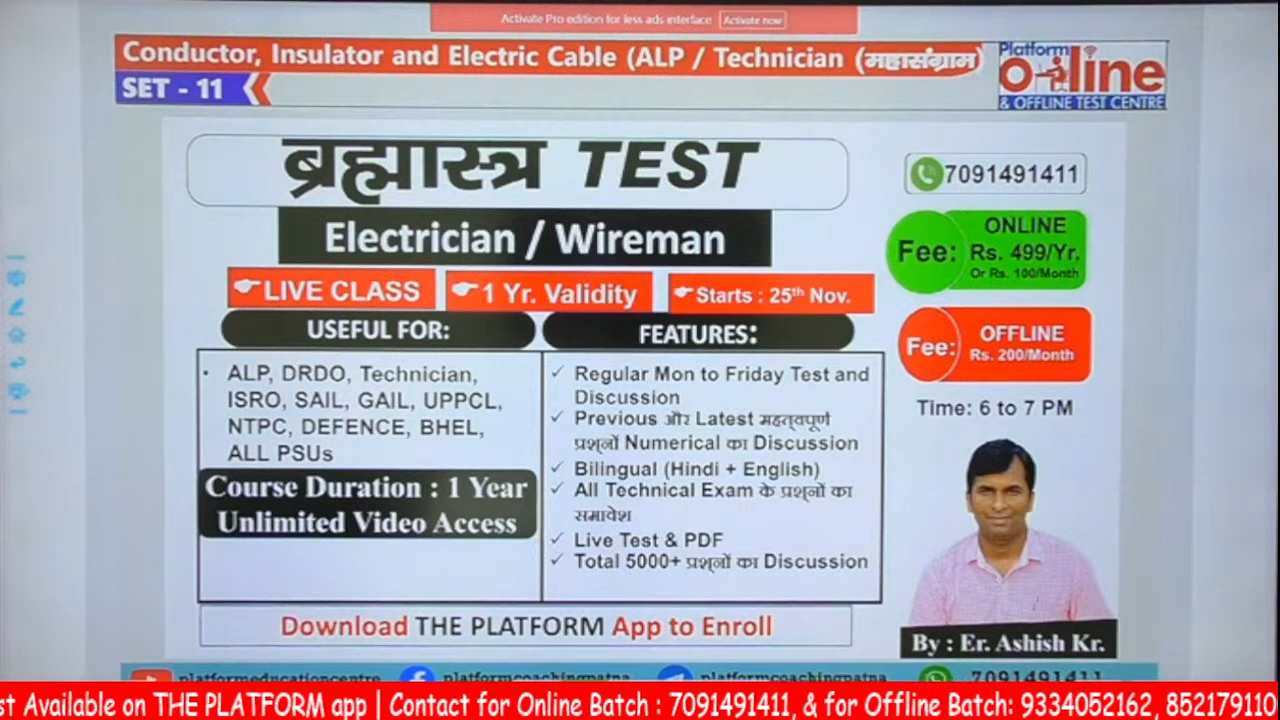 Activate Pro edition for less ads interface Activate now
Conductor, Insulator and Electric Cable (ALP / Technician (महासंग्राम)
SET - 11
Platform
Online
& OFFLINE TEST CENTRE
ब्रह्मास्त्र TEST
7091491411
Electrician / Wireman
Fee: ONLINE
Rs. 499/Yr.
Or Rs. 100/Month
LIVE CLASS
1 Yr. Validity
Starts : 25th Nov.
USEFUL FOR:
FEATURES:
Fee: OFFLINE
Rs. 200/Month
Time: 6 to 7 PM
• ALP, DRDO, Technician,
ISRO, SAIL, GAIL, UPPCL,
NTPC, DEFENCE, BHEL,
ALL PSUs
Course Duration : 1 Year
Unlimited Video Access
✓ Regular Mon to Friday Test and
Discussion
✓ Previous और Latest महत्वपूर्ण
प्रश्नों Numerical का Discussion
✓ Bilingual (Hindi + English)
✓ All Technical Exam के प्रश्नों का
समावेश
✓ Live Test & PDF
✓ Total 5000+ प्रश्नों का Discussion
By : Er. Ashish Kr.
Download THE PLATFORM App to Enroll
platformeducationcentre
platformcoachingpatna
platformcoachingpatna
7091491411
st Available on THE PLATFORM app | Contact for Online Batch : 7091491411, & for Offline Batch: 9334052162, 852179110